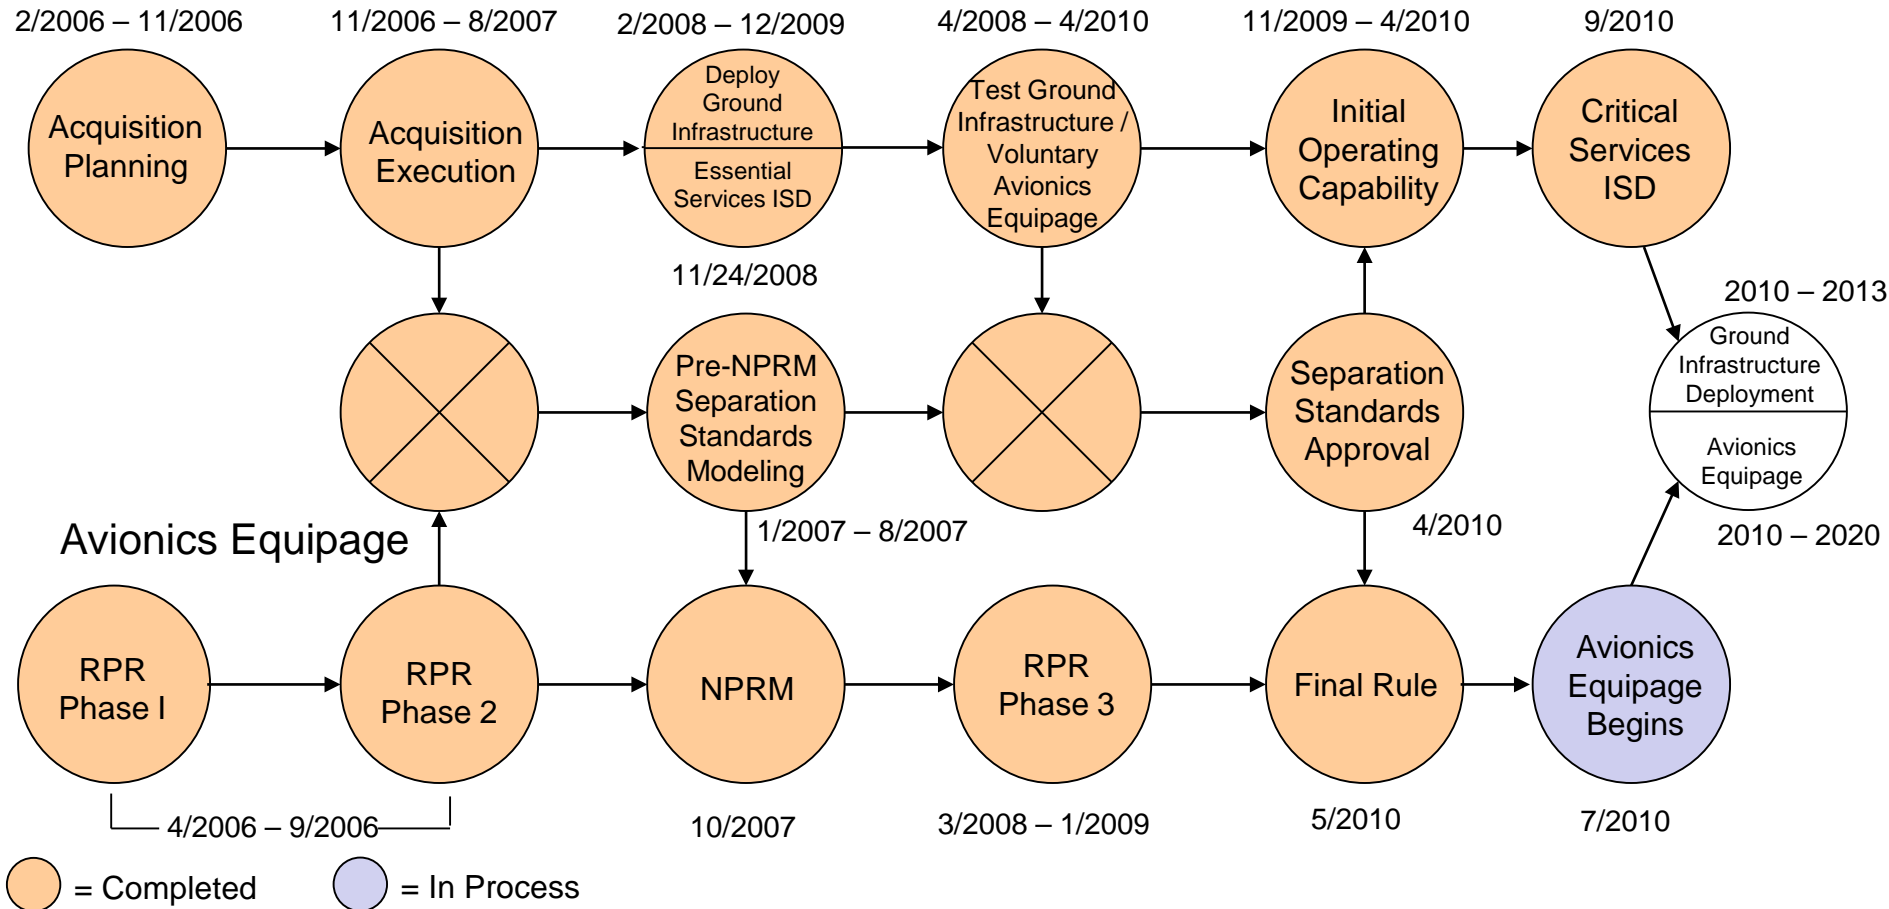 2/2006 – 11/2006
11/2006 – 8/2007
2/2008 – 12/2009
4/2008 – 4/2010
11/2009 – 4/2010
9/2010
Acquisition
Planning
Acquisition
Execution
Deploy
Ground
Infrastructure
Essential
Services ISD
Test Ground
Infrastructure /
Voluntary
Avionics
Equipage
Initial
Operating
Capability
Critical
Services
ISD
11/24/2008
2010 – 2013
Pre-NPRM
Separation
Standards
Modeling
Separation
Standards
Approval
Ground
Infrastructure
Deployment
Avionics
Equipage
Avionics Equipage
1/2007 – 8/2007
4/2010
2010 – 2020
RPR
Phase I
RPR
Phase 2
NPRM
RPR
Phase 3
Final Rule
Avionics
Equipage
Begins
4/2006 – 9/2006
10/2007
3/2008 – 1/2009
5/2010
7/2010
= Completed
= In Process